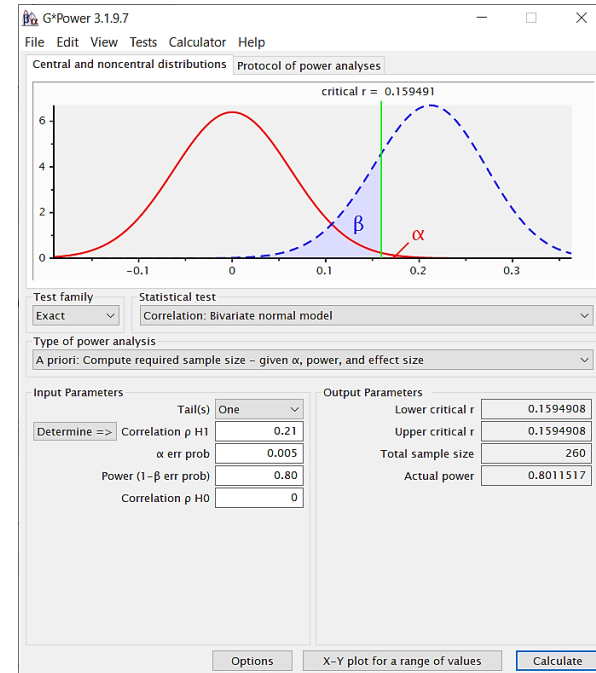 G*Power 3.1.9.7
File Edit View Tests Calculator Help
Central and noncentral distributions Protocol of power analyses
critical r = 0.159491
6
4
2
0
β
α
-0.1 0 0.1 0.2 0.3
Test family Statistical test
Exact Correlation: Bivariate normal model
Type of power analysis
A priori: Compute required sample size – given α, power, and effect size
Input Parameters
Tail(s) One
Determine => Correlation ρ H1 0.21
α err prob 0.005
Power (1-β err prob) 0.80
Correlation ρ H0 0
Output Parameters
Lower critical r 0.1594908
Upper critical r 0.1594908
Total sample size 260
Actual power 0.8011517
Options X-Y plot for a range of values Calculate